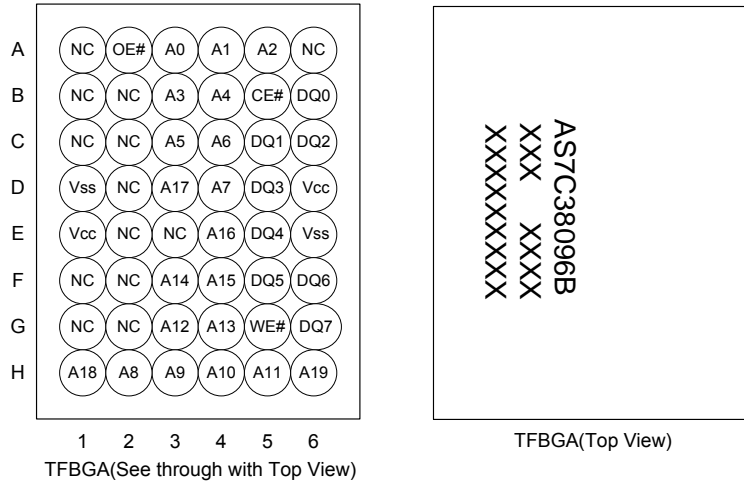 A NC OE# A0 A1 A2 NC
B NC NC A3 A4 CE# DQ0
C NC NC A5 A6 DQ1 DQ2
D Vss NC A17 A7 DQ3 Vcc
E Vcc NC NC A16 DQ4 Vss
F NC NC A14 A15 DQ5 DQ6
G NC NC A12 A13 WE# DQ7
H A18 A8 A9 A10 A11 A19
1 2 3 4 5 6
TFBGA(See through with Top View)
AS7C38096B
XXX XXXX
XXXXXXXXX
TFBGA(Top View)